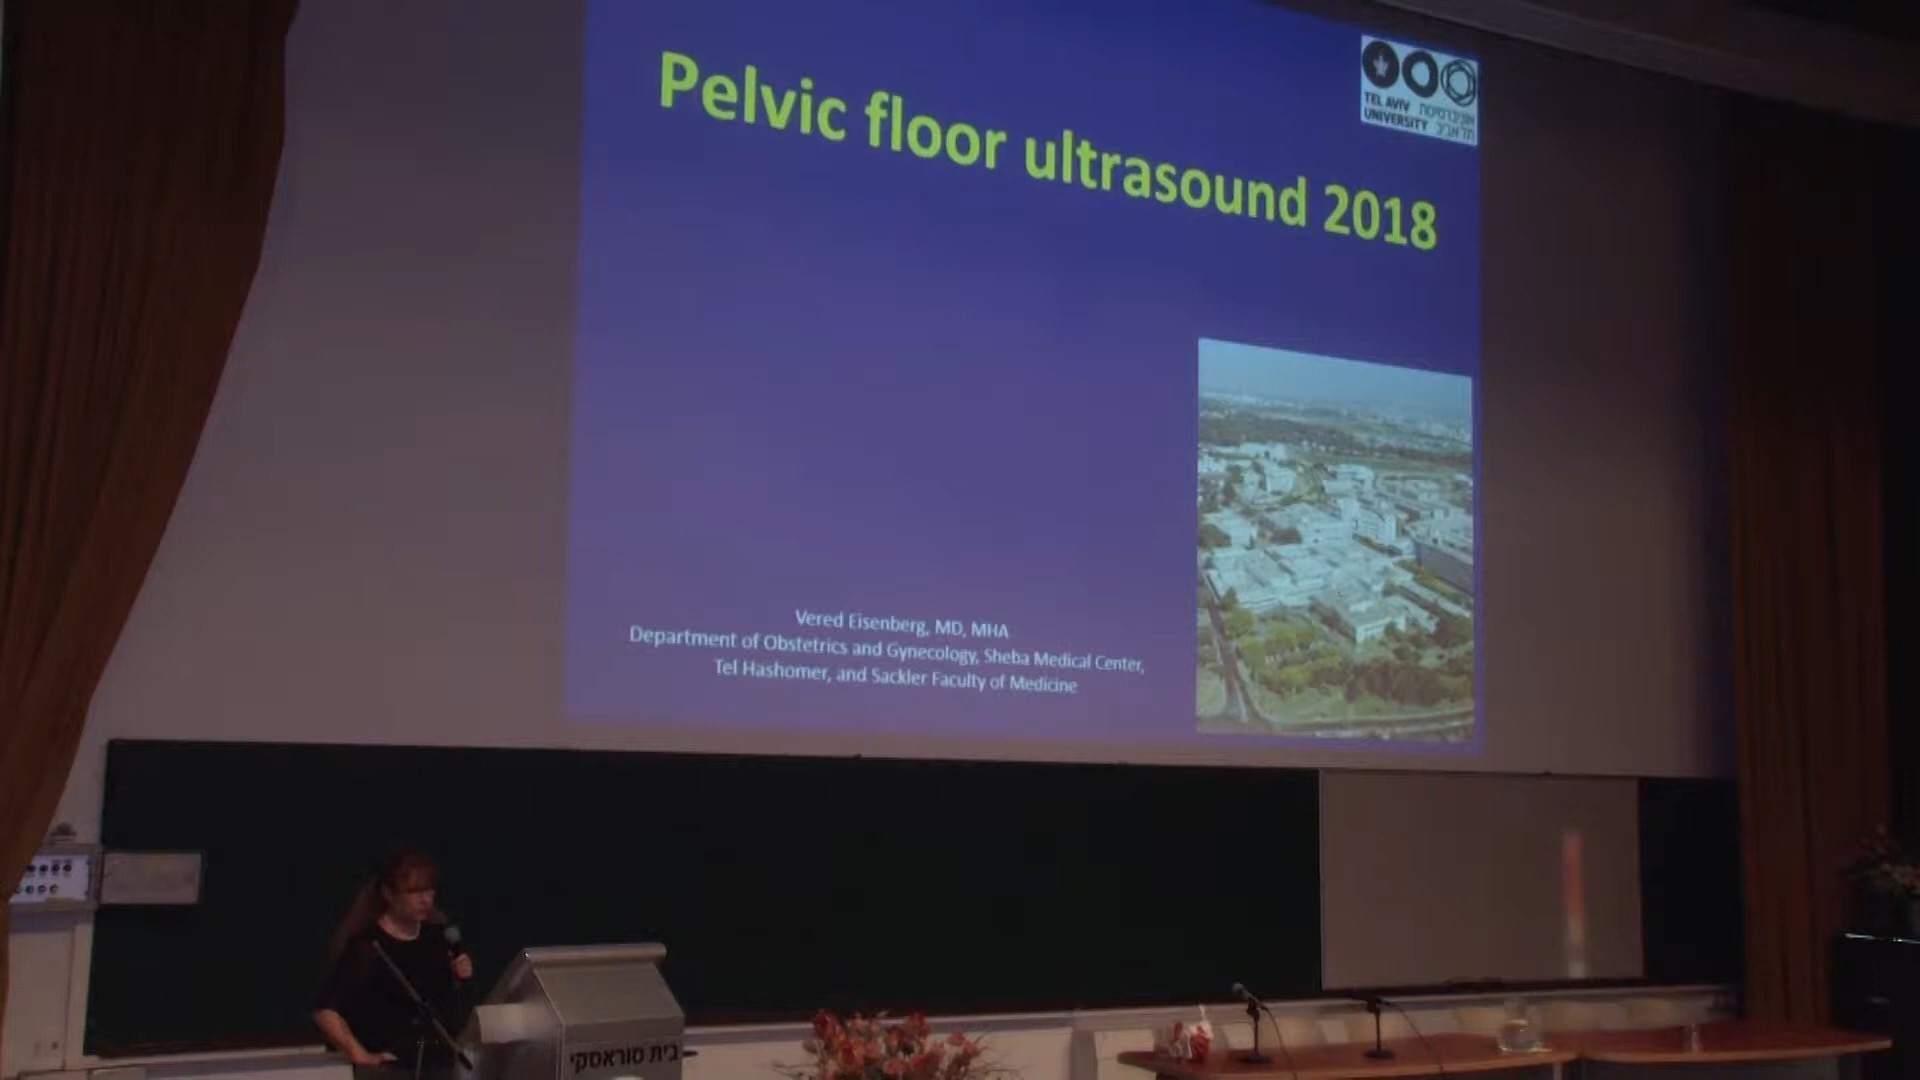 Pelvic floor ultrasound 2018
TEL AVIV אוניברסיטת
UNIVERSITY תל אביב
Vered Eisenberg, MD, MHA
Department of Obstetrics and Gynecology, Sheba Medical Center,
Tel Hashomer, and Sackler Faculty of Medicine
בית סוראסקי